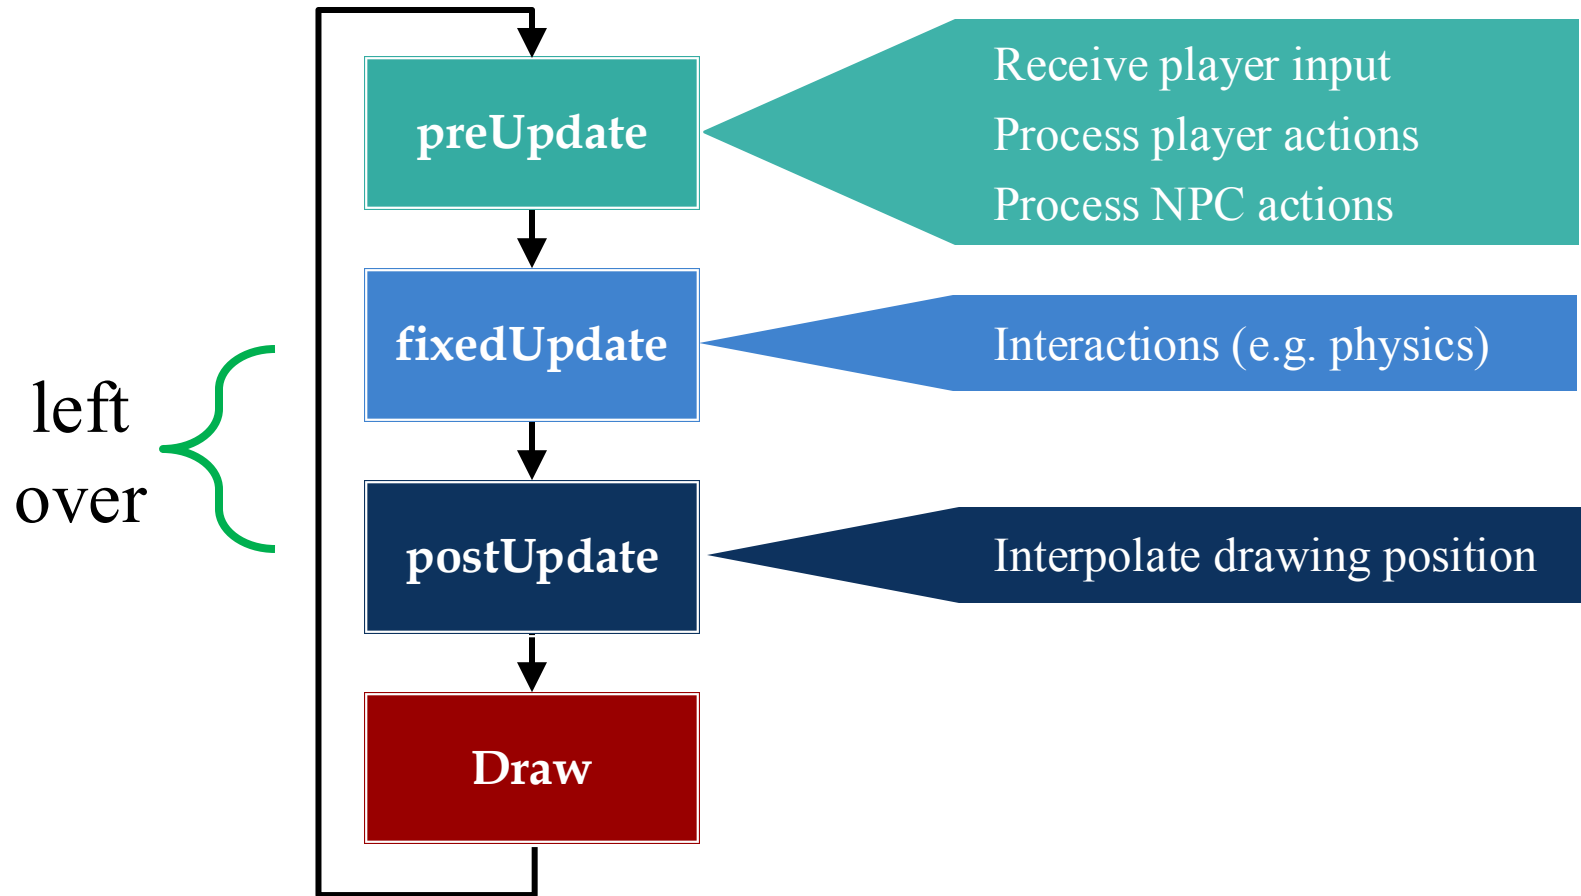 preUpdate
Receive player input
Process player actions
Process NPC actions
fixedUpdate
Interactions (e.g. physics)
left
over
postUpdate
Interpolate drawing position
Draw